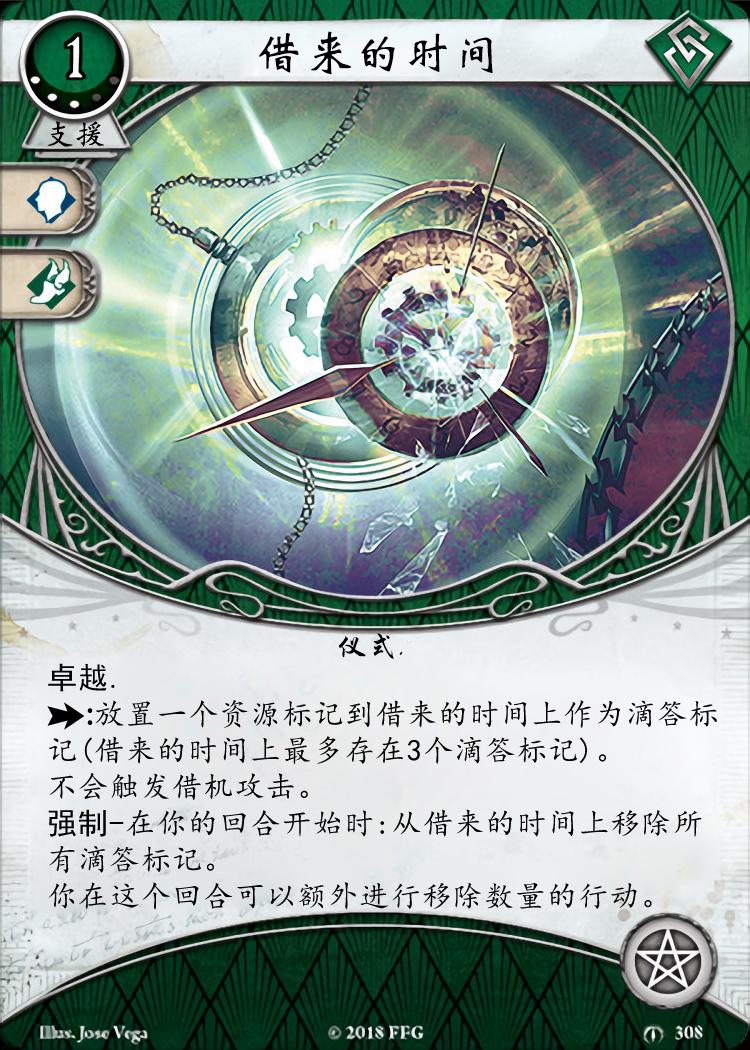 1
借来的时间
支援
仪式.
卓越.
:放置一个资源标记到借来的时间上作为滴答标
记(借来的时间上最多存在3个滴答标记)。
不会触发借机攻击。
强制-在你的回合开始时:从借来的时间上移除所
有滴答标记。
你在这个回合可以额外进行移除数量的行动。
Illus. Jose Vega
© 2018 FFG
308